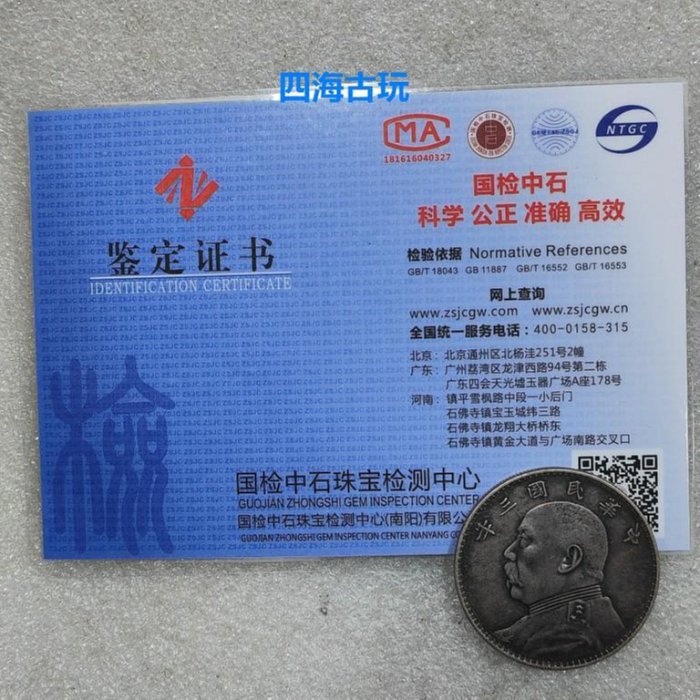 四海古玩
CMA
181616040327
NTGC
国检中石
科学 公正 准确 高效
检验依据 Normative References
GB/T 18043 GB 11887 GB/T 16552 GB/T 16553
网上查询
www.zsjcgw.com www.zsjcgw.cn
全国统一服务电话：400-0158-315
北京：北京通州区北杨洼251号2幢
广东：广州荔湾区龙津西路94号第二栋
广东四会天光墟玉器广场A座178号
河南：镇平雪枫路中段一小后门
石佛寺镇宝玉城纬三路
石佛寺镇龙翔大桥桥东
石佛寺镇黄金大道与广场南路交叉口
鉴定证书
IDENTIFICATION CERTIFICATE
检
国检中石珠宝检测中心
GUOJIAN ZHONGSHI GEM INSPECTION CENTER
国检中石珠宝检测中心(南阳)有限公
GUOJIAN ZHONGSHI GEM INSPECTION CENTER NANYANG CO
年三國民華中